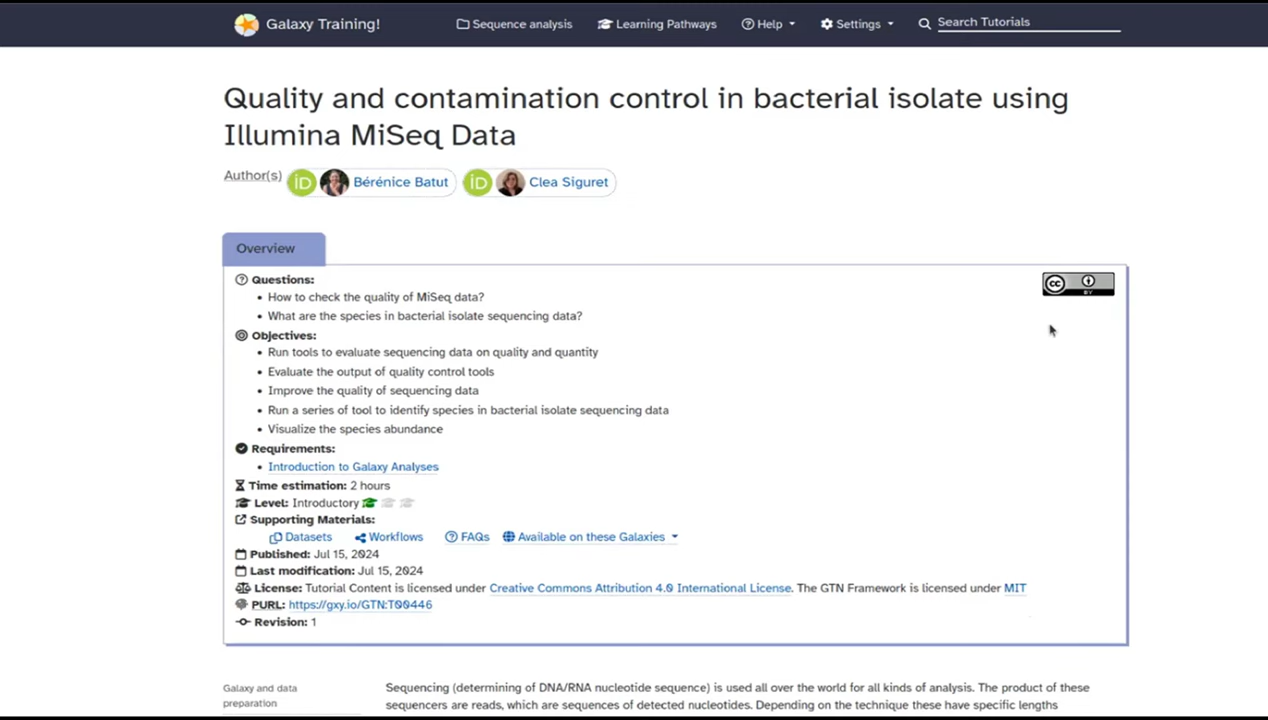 Galaxy Training! Sequence analysis Learning Pathways Help Settings Search Tutorials
Quality and contamination control in bacterial isolate using
Illumina MiSeq Data
Author(s) iD Bérénice Batut iD Clea Siguret
Overview
Questions:
• How to check the quality of MiSeq data?
• What are the species in bacterial isolate sequencing data?
Objectives:
• Run tools to evaluate sequencing data on quality and quantity
• Evaluate the output of quality control tools
• Improve the quality of sequencing data
• Run a series of tool to identify species in bacterial isolate sequencing data
• Visualize the species abundance
Requirements:
• Introduction to Galaxy Analyses
Time estimation: 2 hours
Level: Introductory
Supporting Materials:
Datasets Workflows FAQs Available on these Galaxies
Published: Jul 15, 2024
Last modification: Jul 15, 2024
License: Tutorial Content is licensed under Creative Commons Attribution 4.0 International License. The GTN Framework is licensed under MIT
PURL: https://gxy.io/GTN:T00446
Revision: 1
cc BY
Galaxy and data
preparation
Sequencing (determining of DNA/RNA nucleotide sequence) is used all over the world for all kinds of analysis. The product of these
sequencers are reads, which are sequences of detected nucleotides. Depending on the technique these have specific lengths